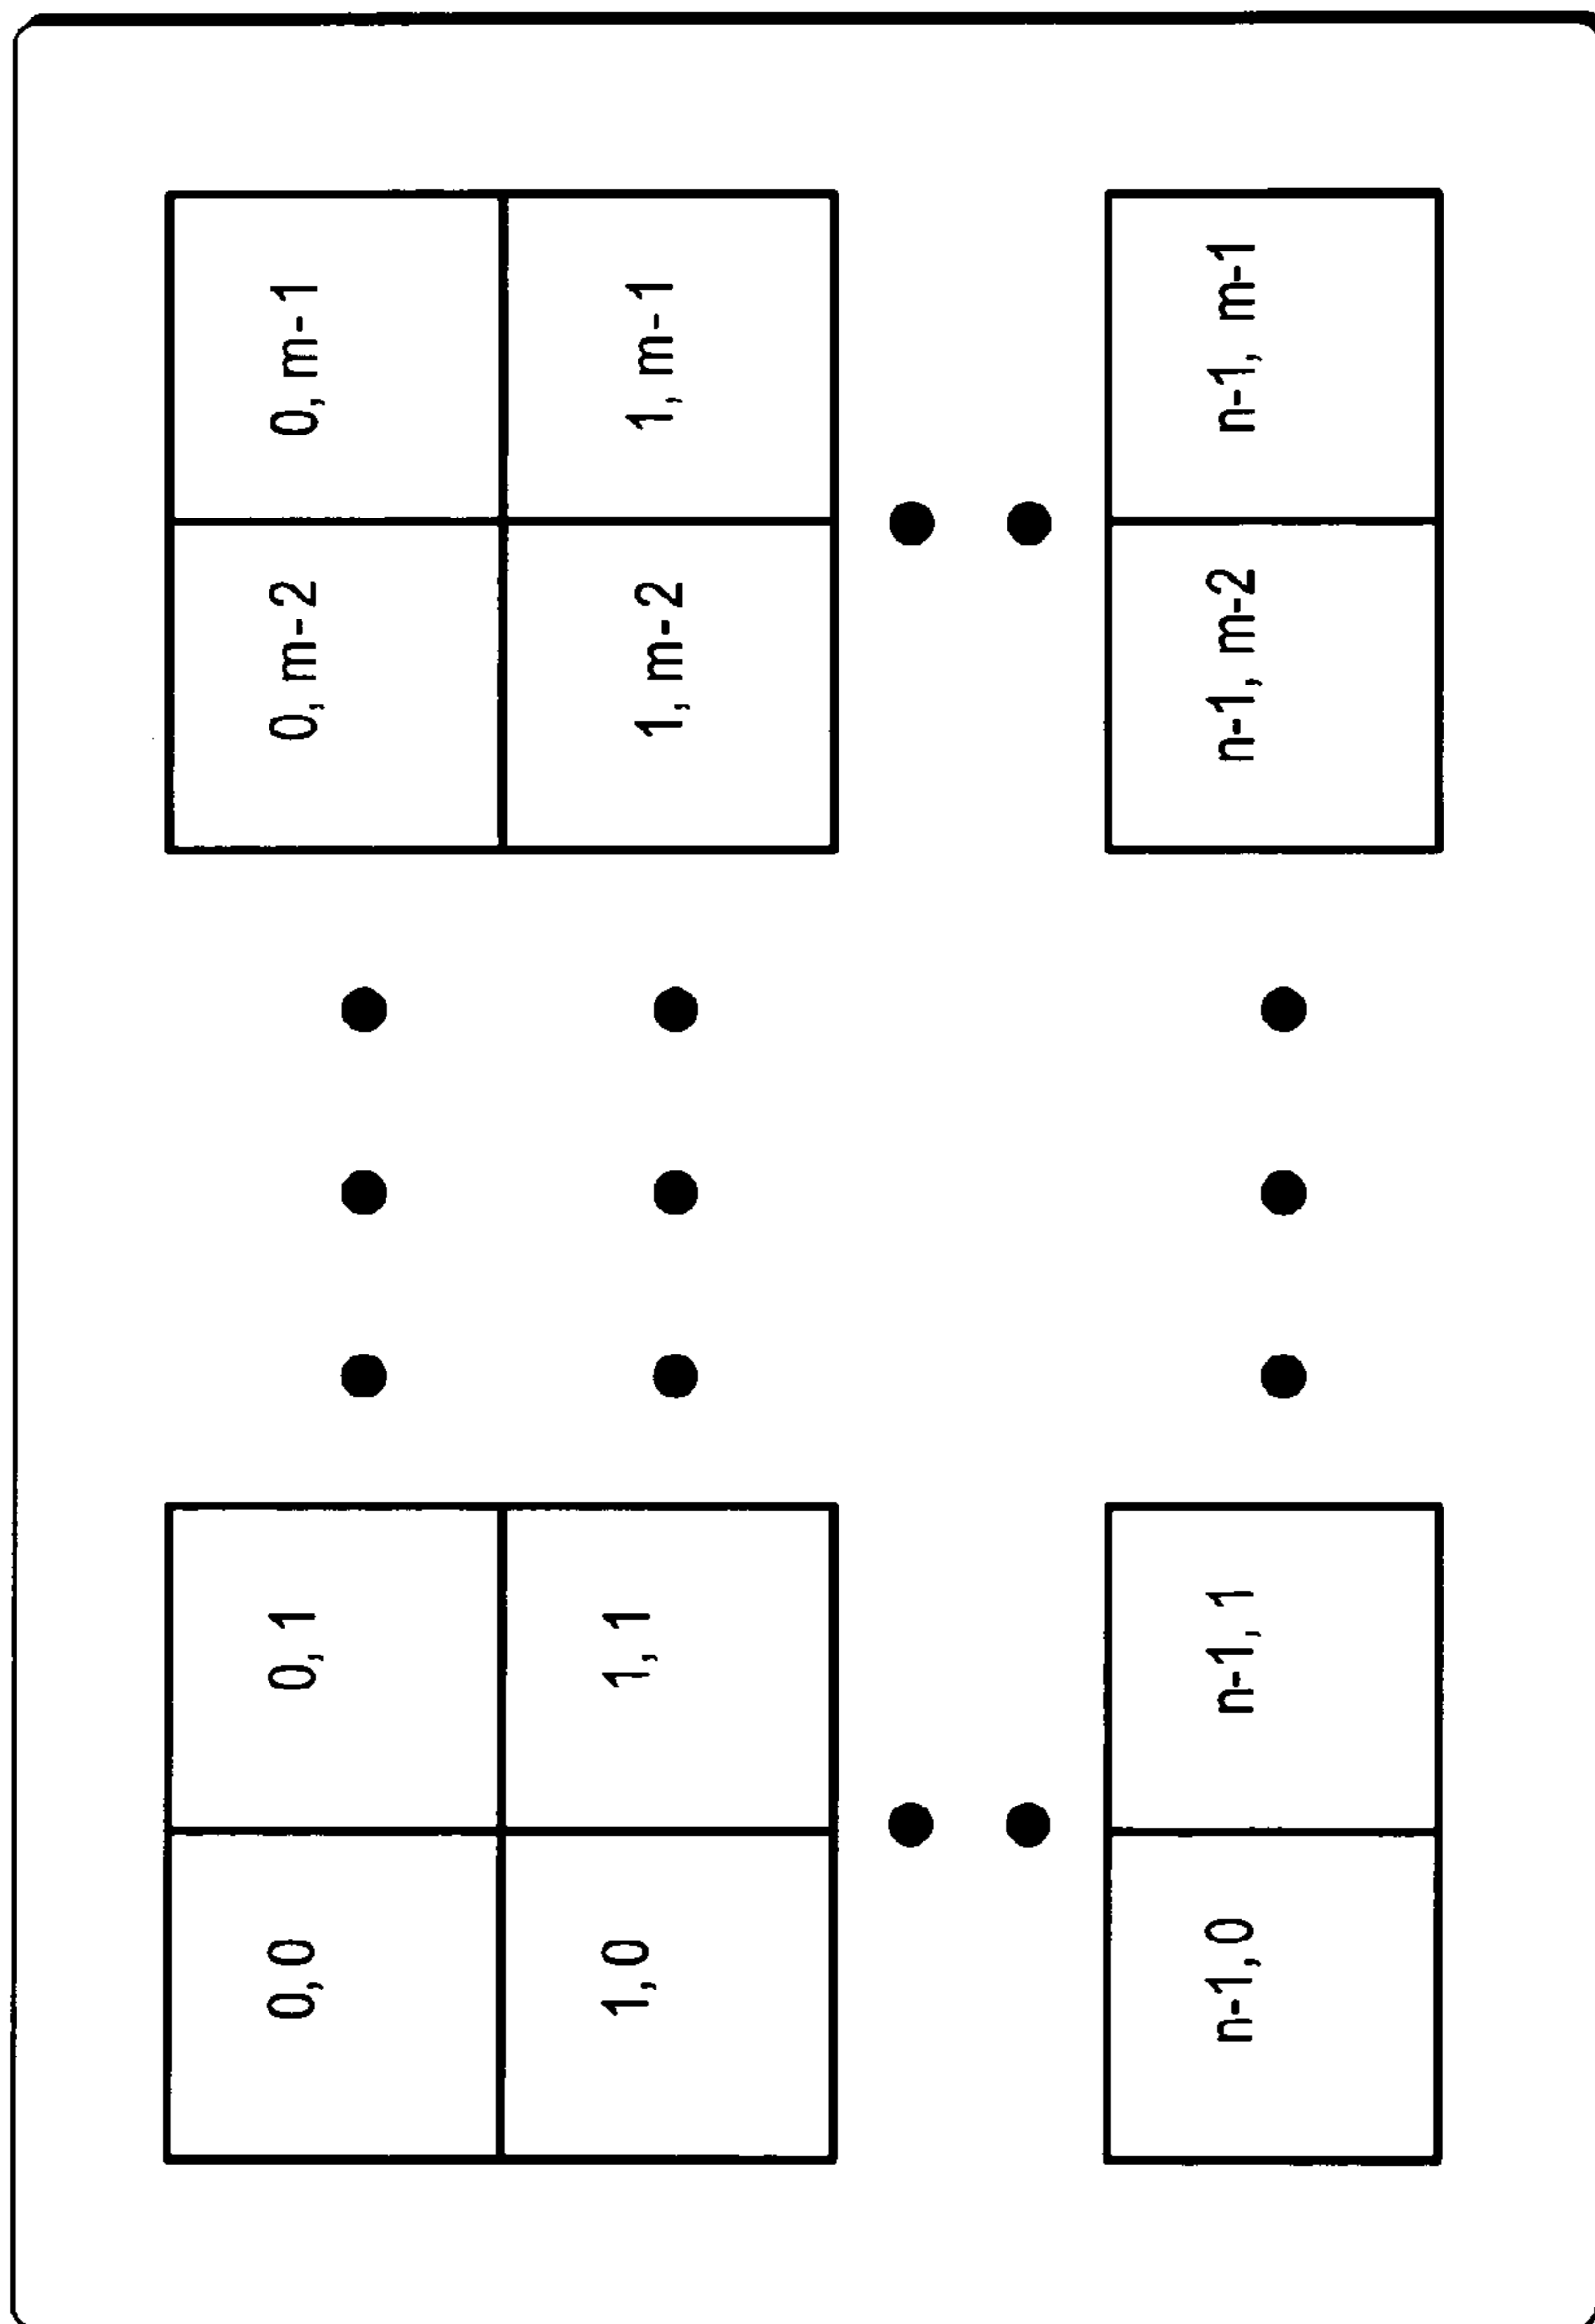 0, 0
0, 1
0, m-2
0, m-1
1, 0
1, 1
1, m-2
1, m-1
n-1, 0
n-1, 1
n-1, m-2
n-1, m-1